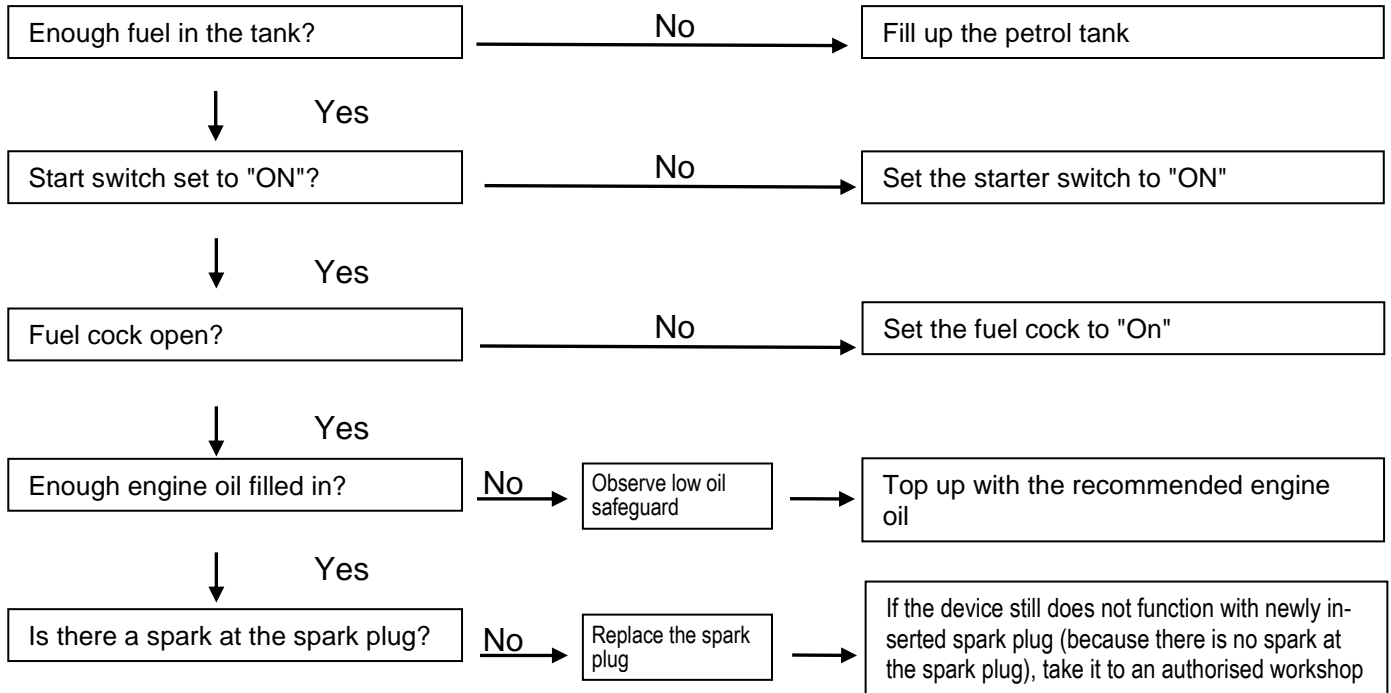 Enough fuel in the tank?
No
Fill up the petrol tank
Yes
Start switch set to "ON"?
No
Set the starter switch to "ON"
Yes
Fuel cock open?
No
Set the fuel cock to "On"
Yes
Enough engine oil filled in?
No
Observe low oil
safeguard
Top up with the recommended engine
oil
Yes
Is there a spark at the spark plug?
No
Replace the spark
plug
If the device still does not function with newly in-
serted spark plug (because there is no spark at
the spark plug), take it to an authorised workshop